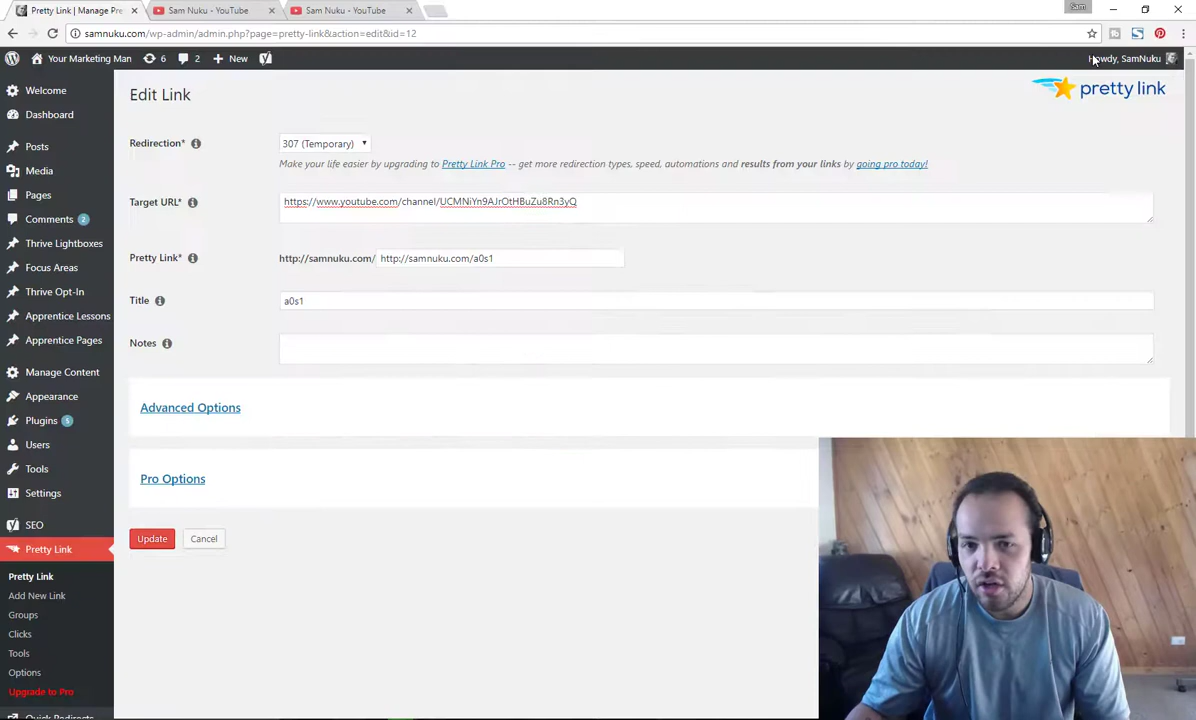 Pretty Link | Manage Pre
Sam Nuku - YouTube
Sam Nuku - YouTube
Sam
samnuku.com/wp-admin/admin.php?page=pretty-link&action=edit&id=12
Your Marketing Man
6
2
New
Howdy, SamNuku
Welcome
Dashboard
Posts
Media
Pages
Comments 2
Thrive Lightboxes
Focus Areas
Thrive Opt-In
Apprentice Lessons
Apprentice Pages
Manage Content
Appearance
Plugins 5
Users
Tools
Settings
SEO
Pretty Link
Pretty Link
Add New Link
Groups
Clicks
Tools
Options
Upgrade to Pro
Quick Redirects
Edit Link
pretty link
Redirection*
307 (Temporary)
Make your life easier by upgrading to Pretty Link Pro -- get more redirection types, speed, automations and results from your links by going pro today!
Target URL*
https://www.youtube.com/channel/UCMNiYn9AJrOtHBuZu8Rn3yQ
Pretty Link*
http://samnuku.com/ http://samnuku.com/a0s1
Title
a0s1
Notes
Advanced Options
Pro Options
Update
Cancel